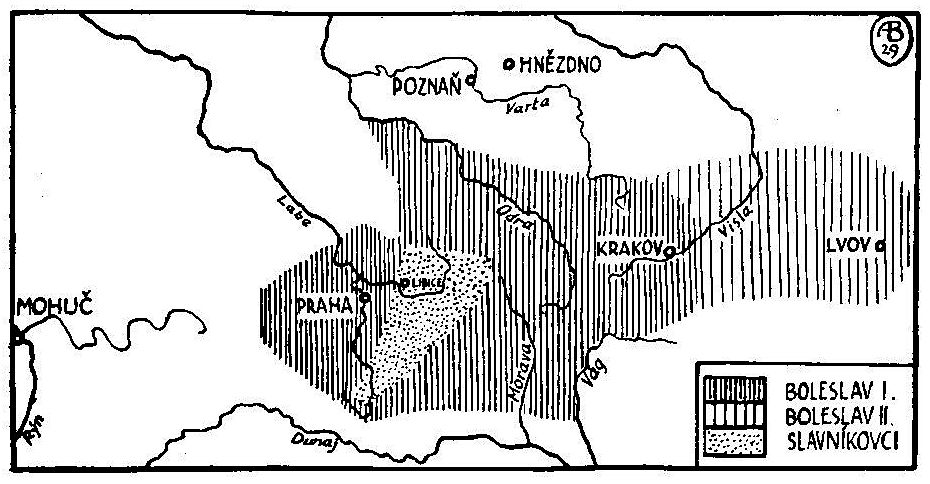 AB
29
HNĚZDNO
POZNAŇ
Varta
Labe
Odra
Visla
KRAKOV
LVOV
LIBICE
PRAHA
MOHUČ
Morava
Vág
Rýn
Dunaj
BOLESLAV I.
BOLESLAV II.
SLAVNÍKOVCI